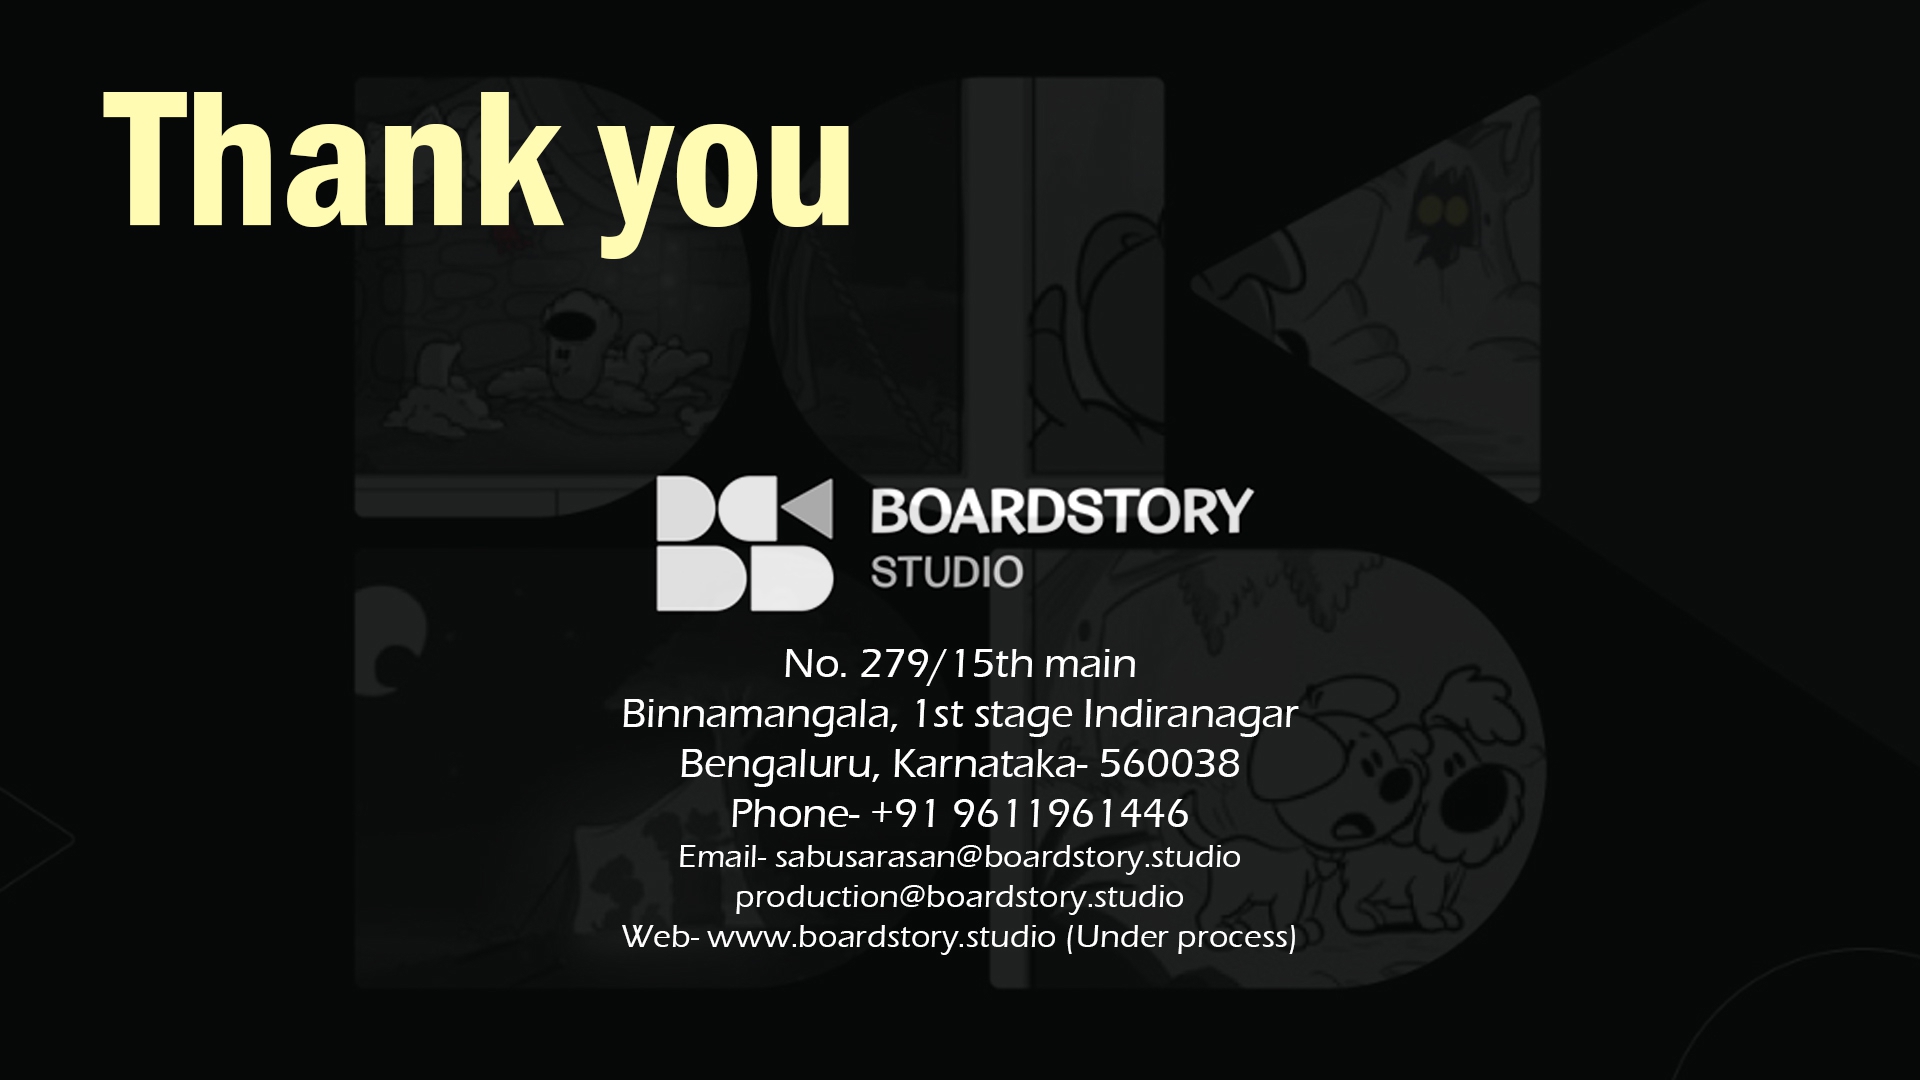 Thank you
BOARDSTORY
STUDIO
No. 279/15th main
Binnamangala, 1st stage Indiranagar
Bengaluru, Karnataka- 560038
Phone- +91 9611961446
Email- sabusarasan@boardstory.studio
production@boardstory.studio
Web- www.boardstory.studio (Under process)